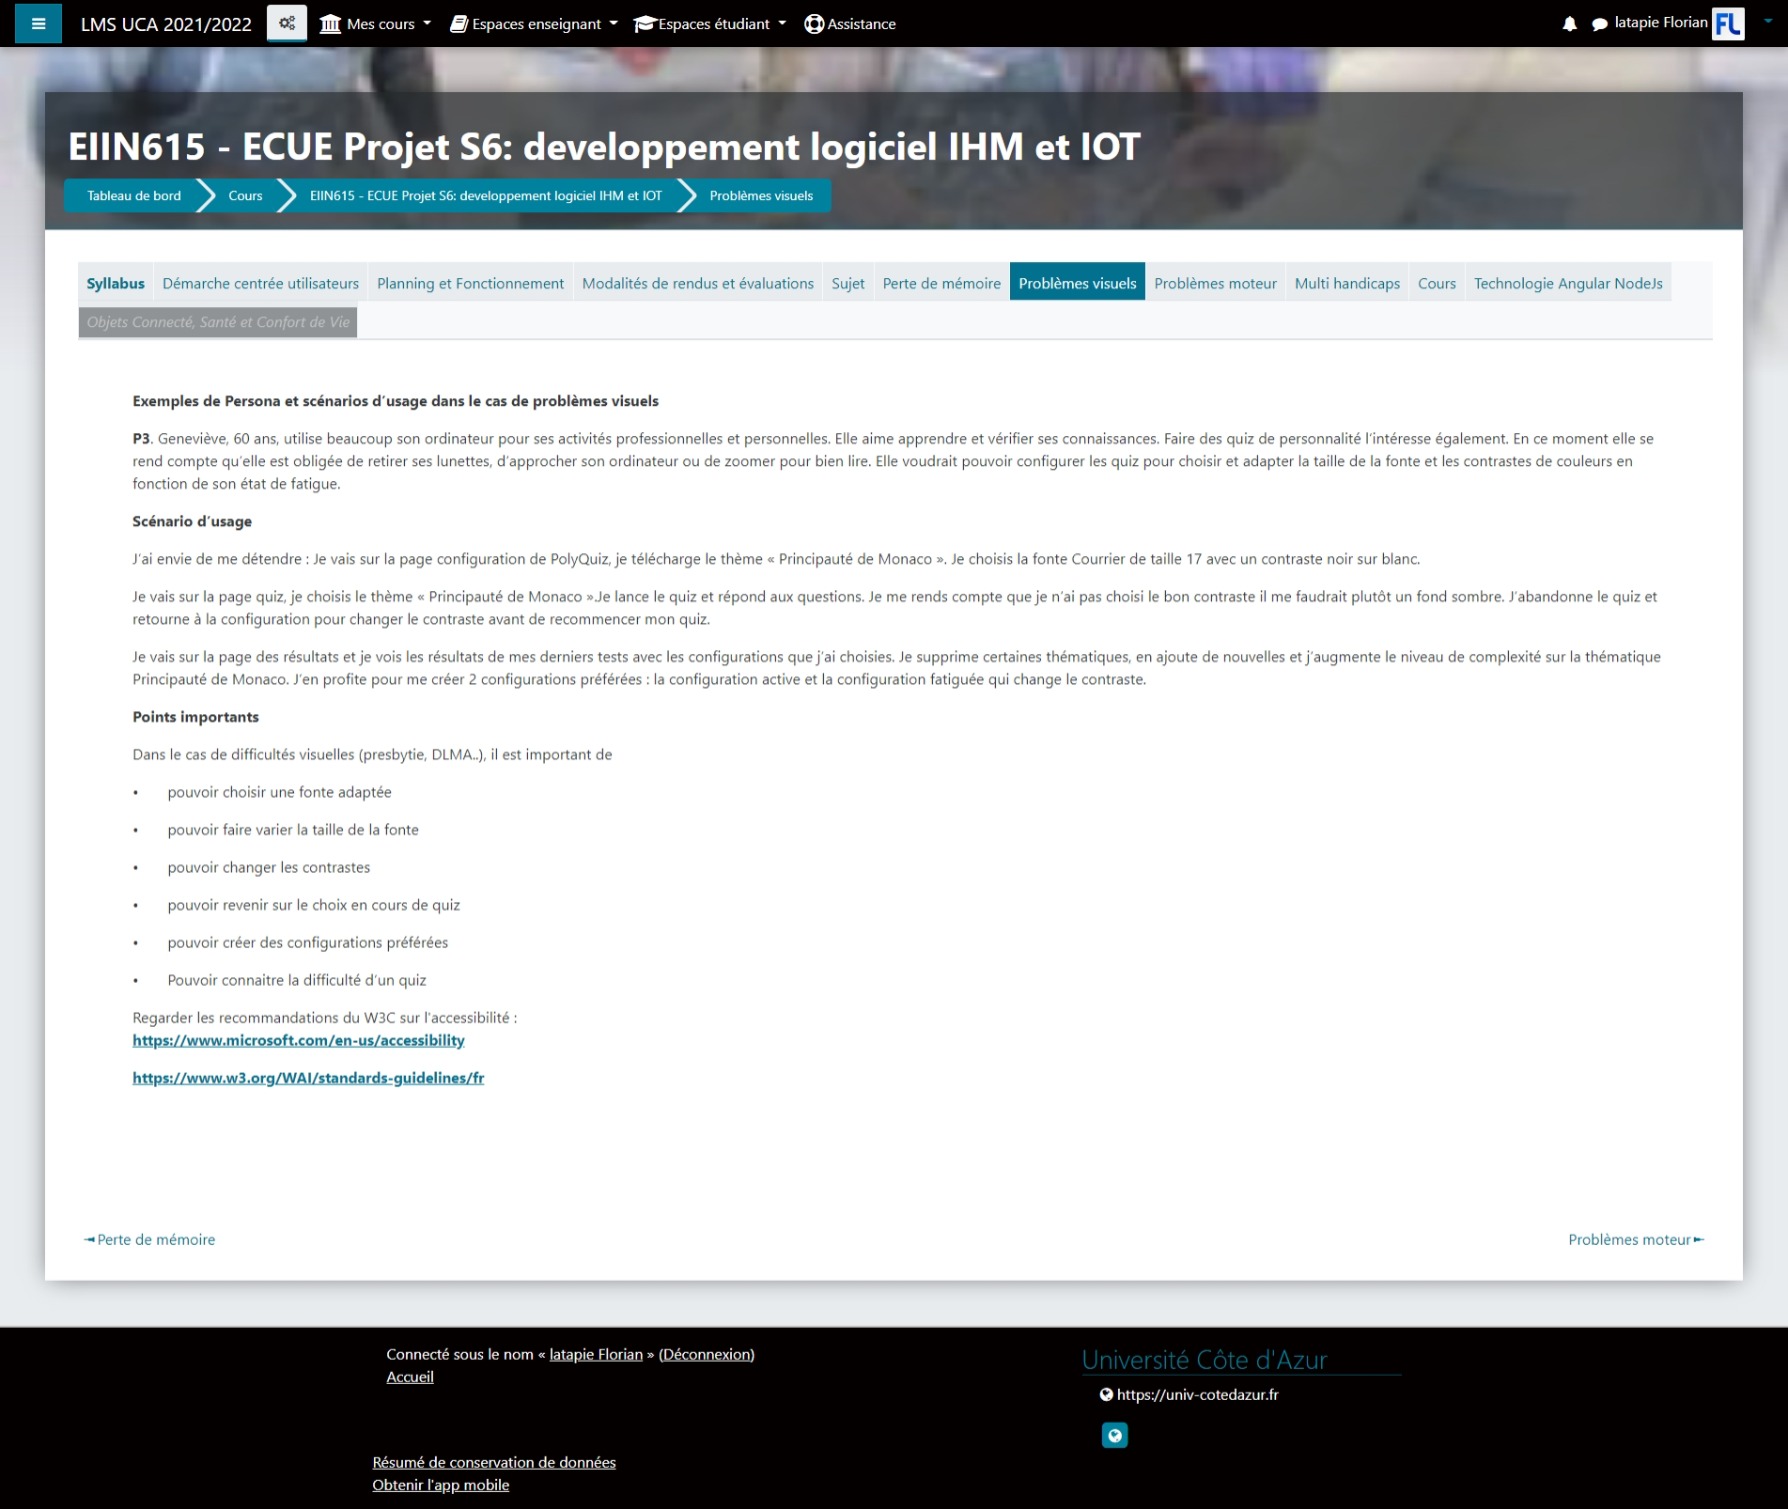 LMS UCA 2021/2022 Mes cours Espaces enseignant Espaces étudiant Assistance latapie Florian FL
EIIN615 - ECUE Projet S6: developpement logiciel IHM et IOT
Tableau de bord Cours EIIN615 - ECUE Projet S6: developpement logiciel IHM et IOT Problèmes visuels
Syllabus Démarche centrée utilisateurs Planning et Fonctionnement Modalités de rendus et évaluations Sujet Perte de mémoire Problèmes visuels Problèmes moteur Multi handicaps Cours Technologie Angular NodeJs
Objets Connecté, Santé et Confort de Vie
Exemples de Persona et scénarios d'usage dans le cas de problèmes visuels
P3. Geneviève, 60 ans, utilise beaucoup son ordinateur pour ses activités professionnelles et personnelles. Elle aime apprendre et vérifier ses connaissances. Faire des quiz de personnalité l'intéresse également. En ce moment elle se
rend compte qu'elle est obligée de retirer ses lunettes, d'approcher son ordinateur ou de zoomer pour bien lire. Elle voudrait pouvoir configurer les quiz pour choisir et adapter la taille de la fonte et les contrastes de couleurs en
fonction de son état de fatigue.
Scénario d'usage
J'ai envie de me détendre : Je vais sur la page configuration de PolyQuiz, je télécharge le thème « Principauté de Monaco ». Je choisis la fonte Courrier de taille 17 avec un contraste noir sur blanc.
Je vais sur la page quiz, je choisis le thème « Principauté de Monaco ».Je lance le quiz et répond aux questions. Je me rends compte que je n'ai pas choisi le bon contraste il me faudrait plutôt un fond sombre. J'abandonne le quiz et
retourne à la configuration pour changer le contraste avant de recommencer mon quiz.
Je vais sur la page des résultats et je vois les résultats de mes derniers tests avec les configurations que j'ai choisies. Je supprime certaines thématiques, en ajoute de nouvelles et j'augmente le niveau de complexité sur la thématique
Principauté de Monaco. J'en profite pour me créer 2 configurations préférées : la configuration active et la configuration fatiguée qui change le contraste.
Points importants
Dans le cas de difficultés visuelles (presbytie, DLMA..), il est important de
• pouvoir choisir une fonte adaptée
• pouvoir faire varier la taille de la fonte
• pouvoir changer les contrastes
• pouvoir revenir sur le choix en cours de quiz
• pouvoir créer des configurations préférées
• Pouvoir connaitre la difficulté d'un quiz
Regarder les recommandations du W3C sur l'accessibilité :
https://www.microsoft.com/en-us/accessibility
https://www.w3.org/WAI/standards-guidelines/fr
◄Perte de mémoire
Problèmes moteur►
Connecté sous le nom « latapie Florian » (Déconnexion)
Accueil
Résumé de conservation de données
Obtenir l'app mobile
Université Côte d'Azur
https://univ-cotedazur.fr